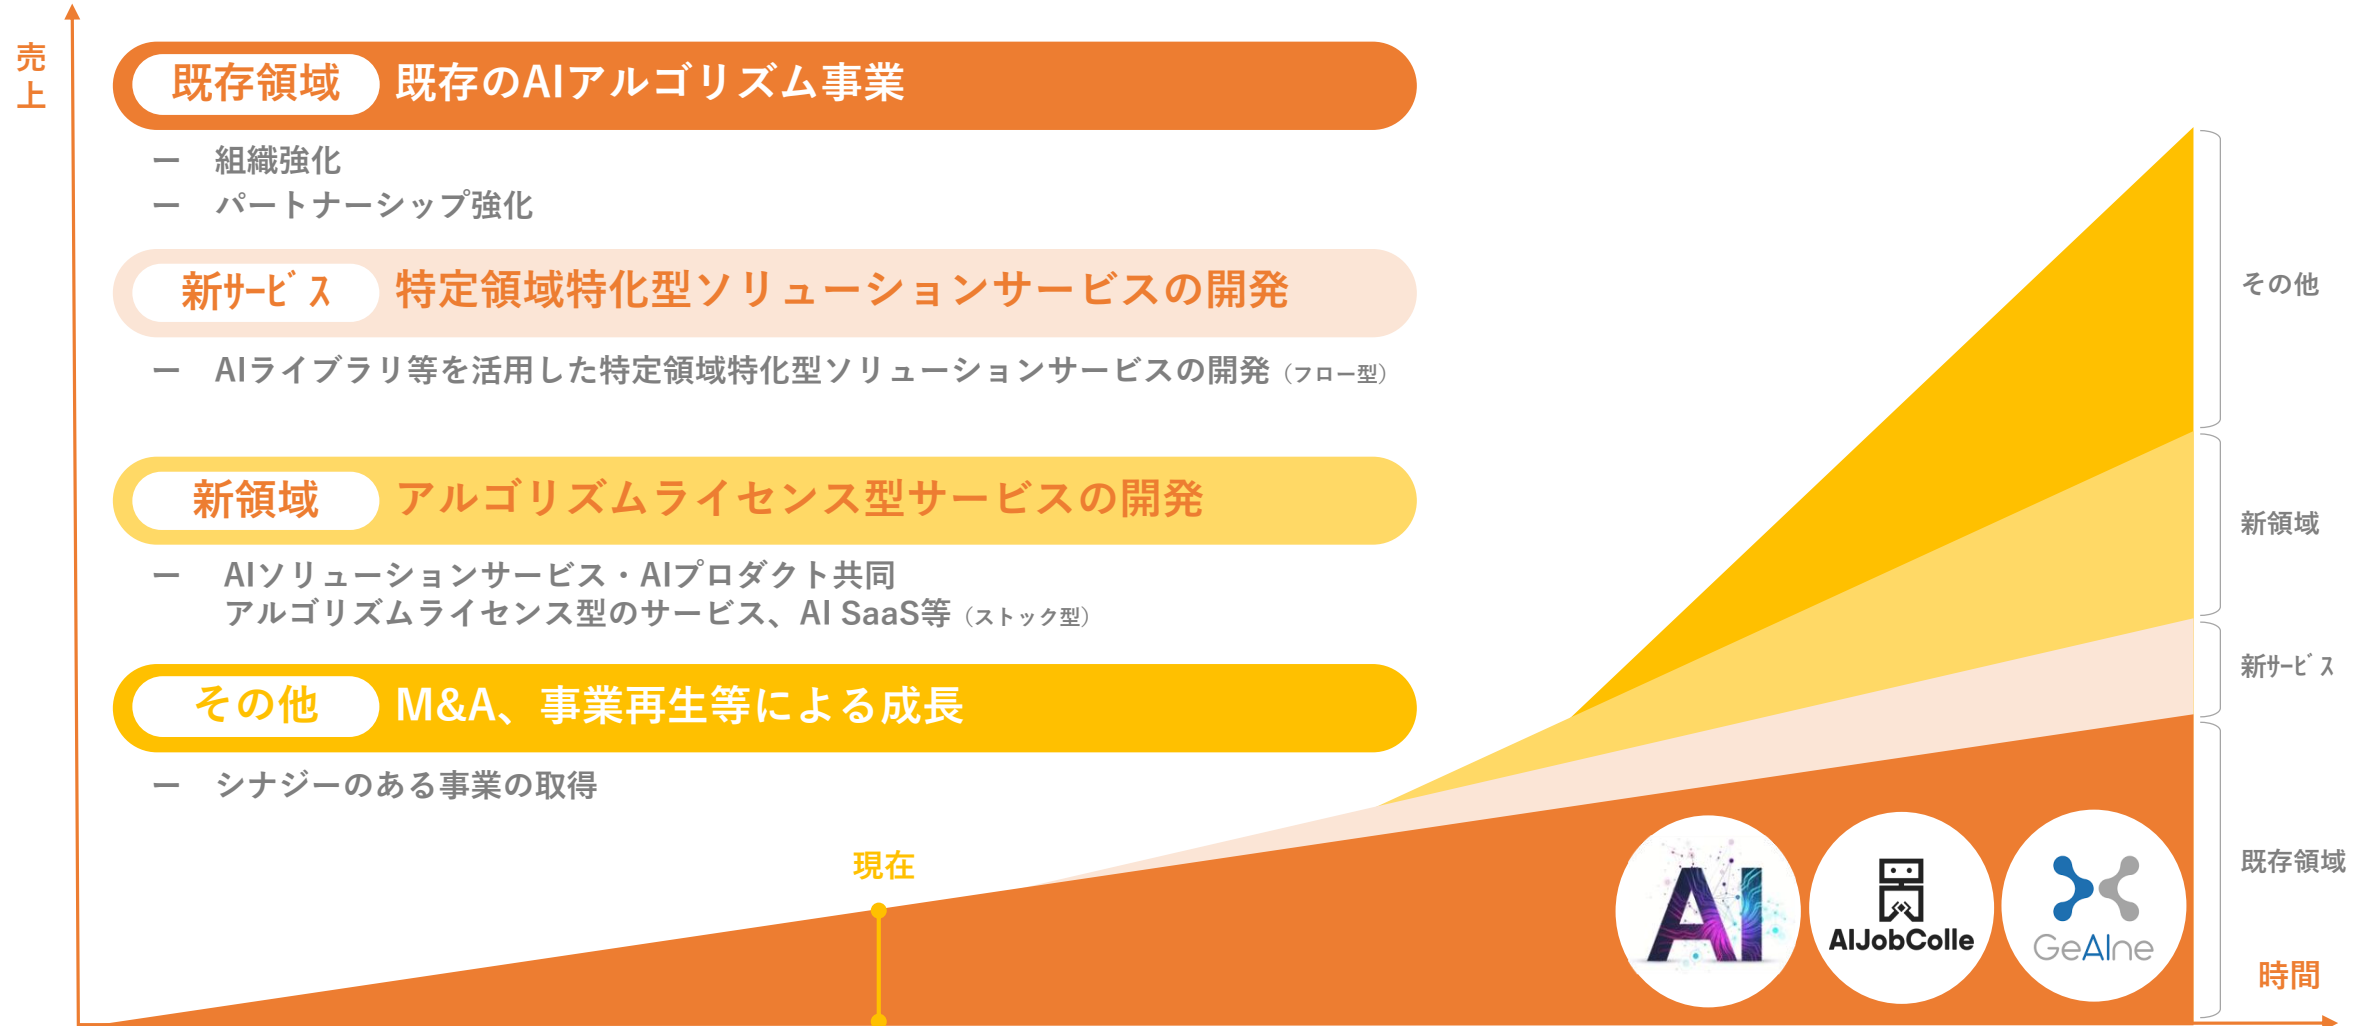 売上
既存領域 既存のAIアルゴリズム事業
ー 組織強化
ー パートナーシップ強化
新ｻｰﾋﾞｽ 特定領域特化型ソリューションサービスの開発
ー AIライブラリ等を活用した特定領域特化型ソリューションサービスの開発（フロー型）
新領域 アルゴリズムライセンス型サービスの開発
ー AIソリューションサービス・AIプロダクト共同
アルゴリズムライセンス型のサービス、AI SaaS等（ストック型）
その他 M&A、事業再生等による成長
ー シナジーのある事業の取得
現在
その他
新領域
新ｻｰﾋﾞｽ
既存領域
AI
AIJobColle
GeAIne
時間